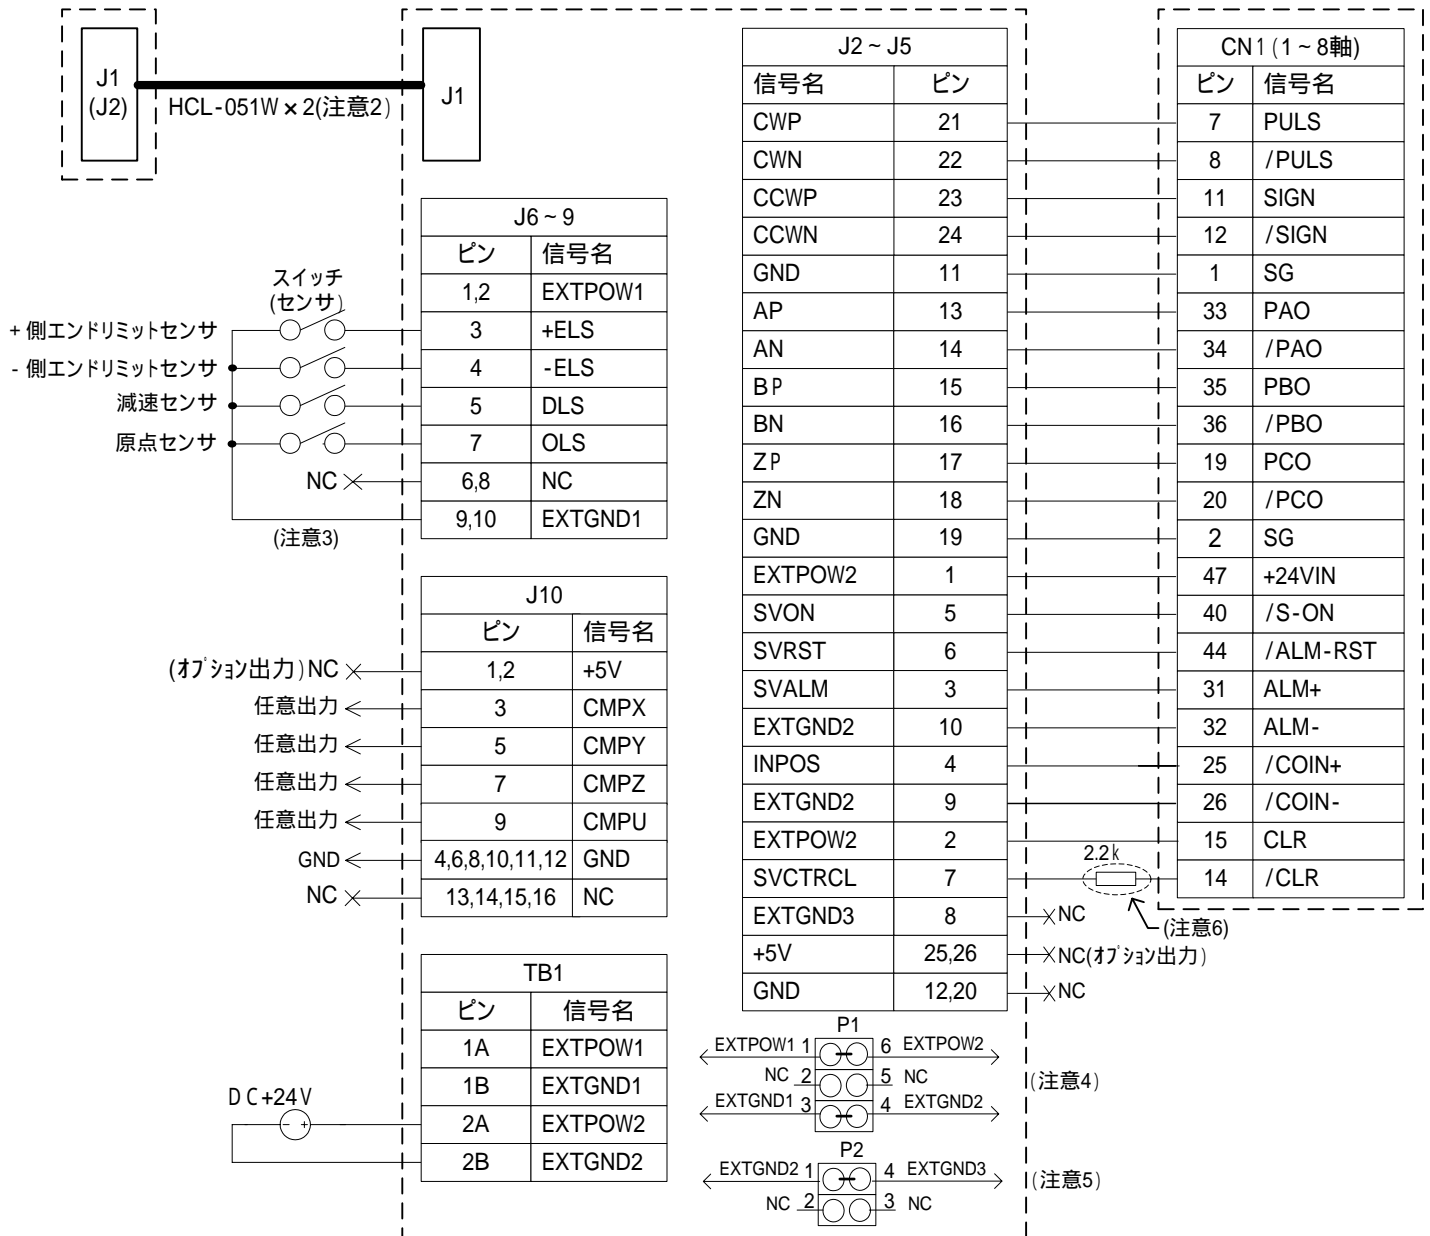 J1
(J2)
HCL-051W×2(注意2)
J1
J6~9
ピン 信号名
1,2 EXTPOW1
3 +ELS
4 -ELS
5 DLS
7 OLS
6,8 NC
9,10 EXTGND1
スイッチ
(センサ)
+側エンドリミットセンサ
-側エンドリミットセンサ
減速センサ
原点センサ
NC
(注意3)
J10
ピン 信号名
1,2 +5V
3 CMPX
5 CMPY
7 CMPZ
9 CMPU
4,6,8,10,11,12 GND
13,14,15,16 NC
(オプション出力)NC
任意出力
任意出力
任意出力
任意出力
GND
NC
TB1
ピン 信号名
1A EXTPOW1
1B EXTGND1
2A EXTPOW2
2B EXTGND2
DC+24V
- +
J2~J5
信号名 ピン
CWP 21
CWN 22
CCWP 23
CCWN 24
GND 11
AP 13
AN 14
BP 15
BN 16
ZP 17
ZN 18
GND 19
EXTPOW2 1
SVON 5
SVRST 6
SVALM 3
EXTGND2 10
INPOS 4
EXTGND2 9
EXTPOW2 2
SVCTRCL 7
EXTGND3 8
+5V 25,26
GND 12,20
NC
NC(オプション出力)
NC
2.2k
(注意6)
CN1(1~8軸)
ピン 信号名
7 PULS
8 /PULS
11 SIGN
12 /SIGN
1 SG
33 PAO
34 /PAO
35 PBO
36 /PBO
19 PCO
20 /PCO
2 SG
47 +24VIN
40 /S-ON
44 /ALM-RST
31 ALM+
32 ALM-
25 /COIN+
26 /COIN-
15 CLR
14 /CLR
P1
EXTPOW1 1 6 EXTPOW2
NC 2 5 NC
EXTGND1 3 4 EXTGND2
(注意4)
P2
EXTGND2 1 4 EXTGND3
NC 2 3 NC
(注意5)